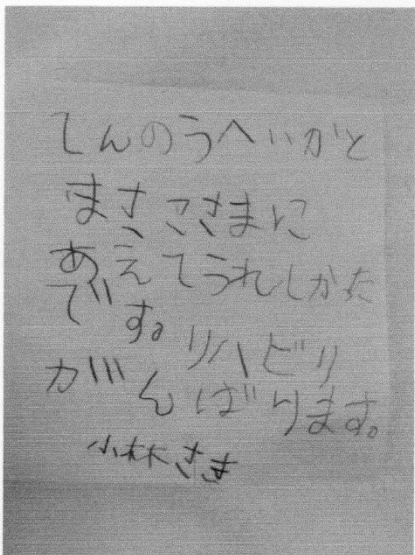 てんのうへいかと
まさこさまに
あえてうれしかた
です。リハビリ
がんばります。
小林さき